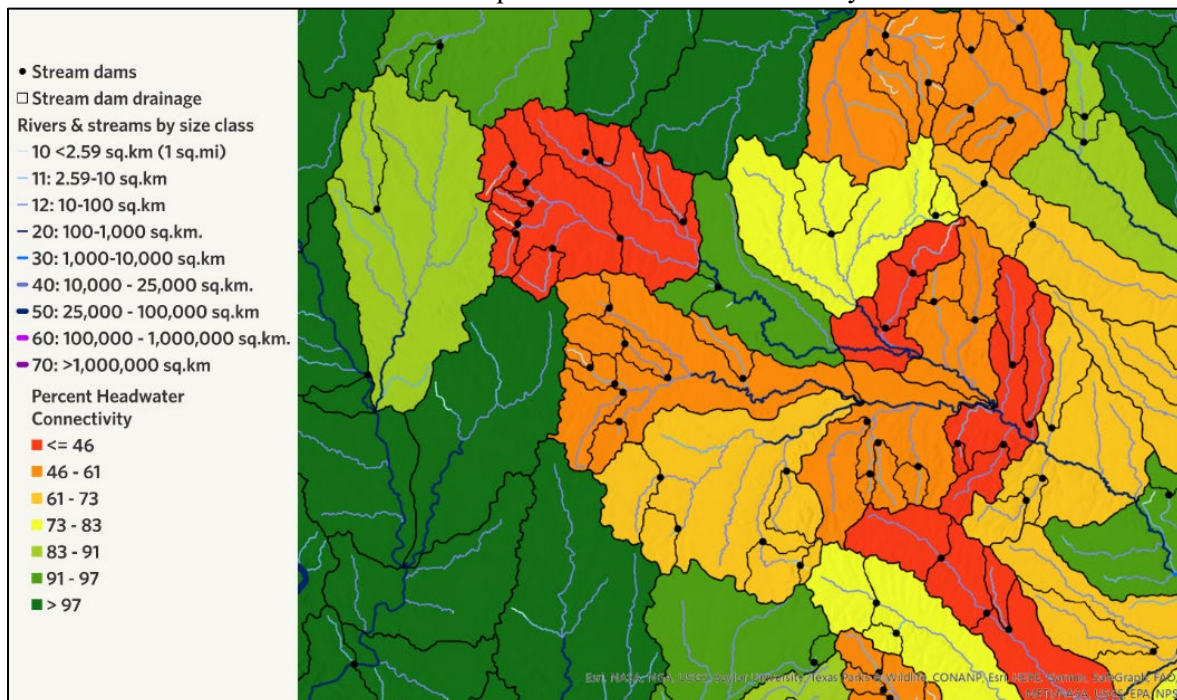 Stream dams
Stream dam drainage
Rivers & streams by size class
10 <2.59 sq.km (1 sq.mi)
11: 2.59-10 sq.km
12: 10-100 sq.km
20: 100-1,000 sq.km.
30: 1,000-10,000 sq.km
40: 10,000 - 25,000 sq.km.
50: 25,000 - 100,000 sq.km
60: 100,000 - 1,000,000 sq.km.
70: >1,000,000 sq.km
Percent Headwater
Connectivity
<= 46
46 - 61
61 - 73
73 - 83
83 - 91
91 - 97
> 97
Esri, NASA, NGA, USGS, Baylor University, Texas Parks & Wildlife, CONANP, Esri, HERE, Garmin, SafeGraph, FAO,
METI/NASA, USGS, EPA, NPS